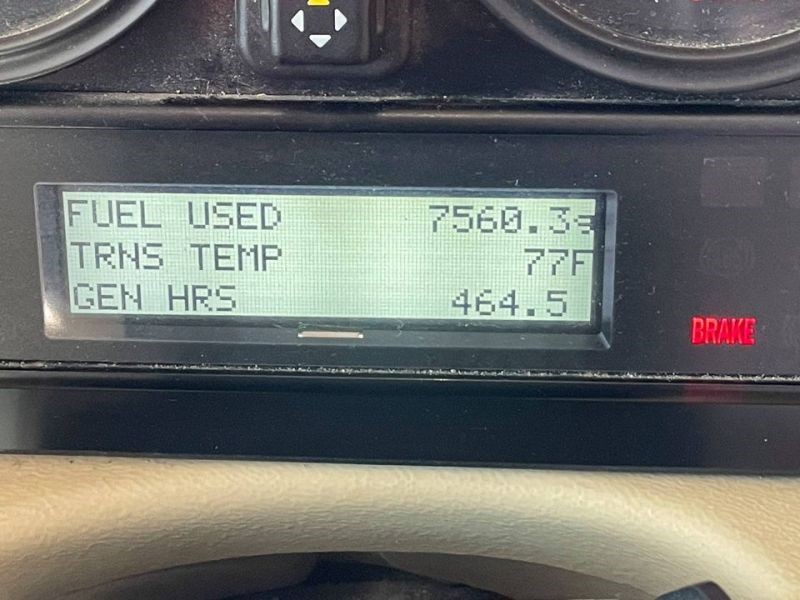 FUEL USED 7560.3g
TRNS TEMP 77F
GEN HRS 464.5
BRAKE